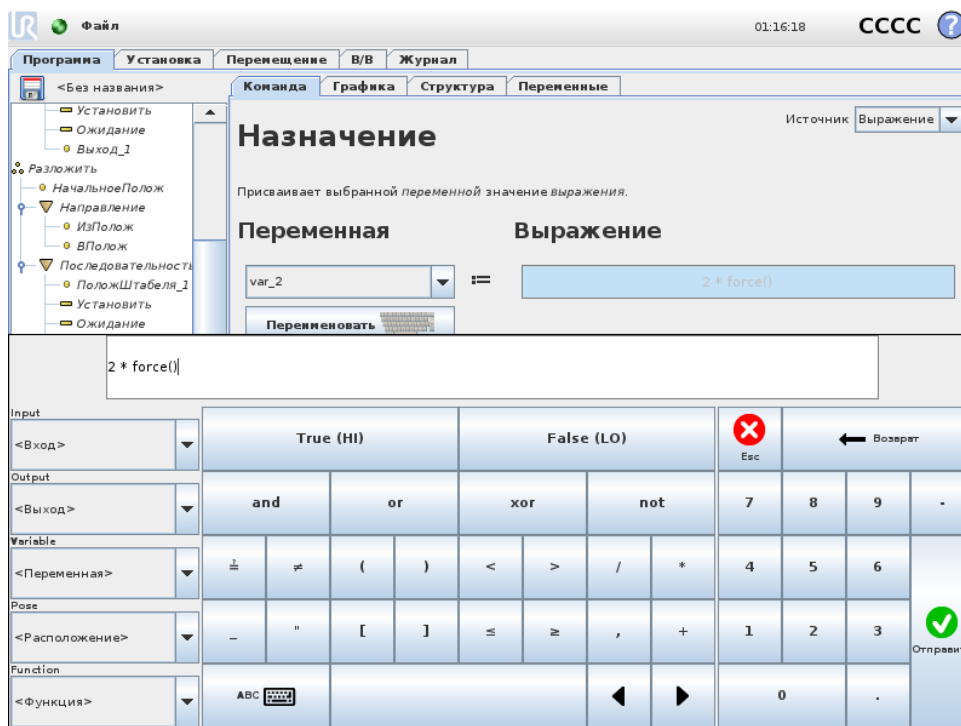 UR Файл 01:16:18 CCCC ?
Программа Установка Перемещение В/В Журнал
<Без названия> Команда Графика Структура Переменные
Установить
Ожидание
Выход_1
Разложить
НачальноеПолож
Направление
ИзПолож
ВПолож
Последовательность
ПоложШтабеля_1
Установить
Ожидание
Источник Выражение
Назначение
Присваивает выбранной переменной значение выражения.
Переменная Выражение
var_2 := 2 * force()
Переименовать
2 * force()
Input
<Вход>
Output
<Выход>
Variable
<Переменная>
Pose
<Расположение>
Function
<Функция>
True (HI) False (LO) Esc Возврат
and or xor not 7 8 9 -
≟ ≠ ( ) < > / * 4 5 6
_ " [ ] ≤ ≥ , + 1 2 3 Отправи
ABC 0 .